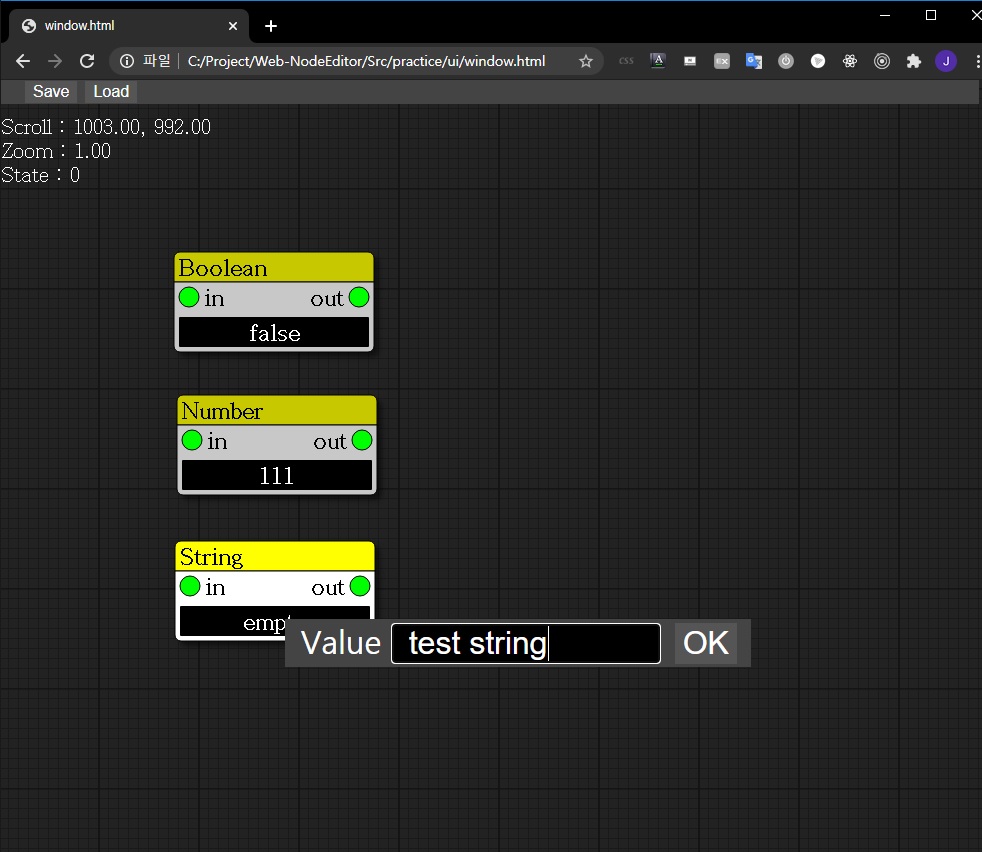 window.html
파일 C:/Project/Web-NodeEditor/Src/practice/ui/window.html
css
A
EX
J
Save Load
Scroll : 1003.00, 992.00
Zoom : 1.00
State : 0
Boolean
in out
false
Number
in out
111
String
in out
Value test string OK